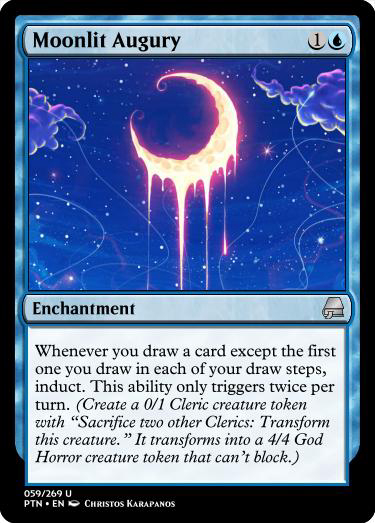 Moonlit Augury 1
Enchantment
Whenever you draw a card except the first
one you draw in each of your draw steps,
induct. This ability only triggers twice per
turn. (Create a 0/1 Cleric creature token
with “Sacrifice two other Clerics: Transform
this creature.” It transforms into a 4/4 God
Horror creature token that can’t block.)
059/269 U
PTN • EN Christos Karapanos